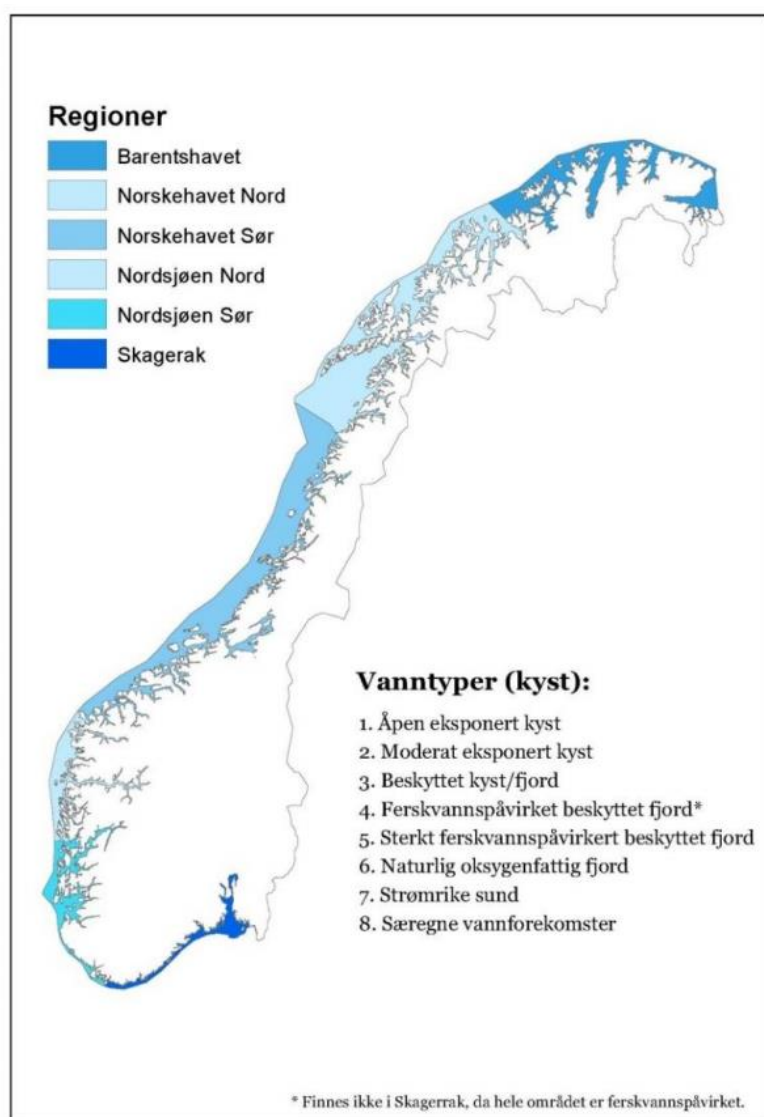 Regioner
Barentshavet
Norskehavet Nord
Norskehavet Sør
Nordsjøen Nord
Nordsjøen Sør
Skagerak
Vanntyper (kyst):
1. Åpen eksponert kyst
2. Moderat eksponert kyst
3. Beskyttet kyst/fjord
4. Ferskvannspåvirket beskyttet fjord*
5. Sterkt ferskvannspåvirkert beskyttet fjord
6. Naturlig oksygenfattig fjord
7. Strømrike sund
8. Særegne vannforekomster
* Finnes ikke i Skagerrak, da hele området er ferskvannspåvirket.